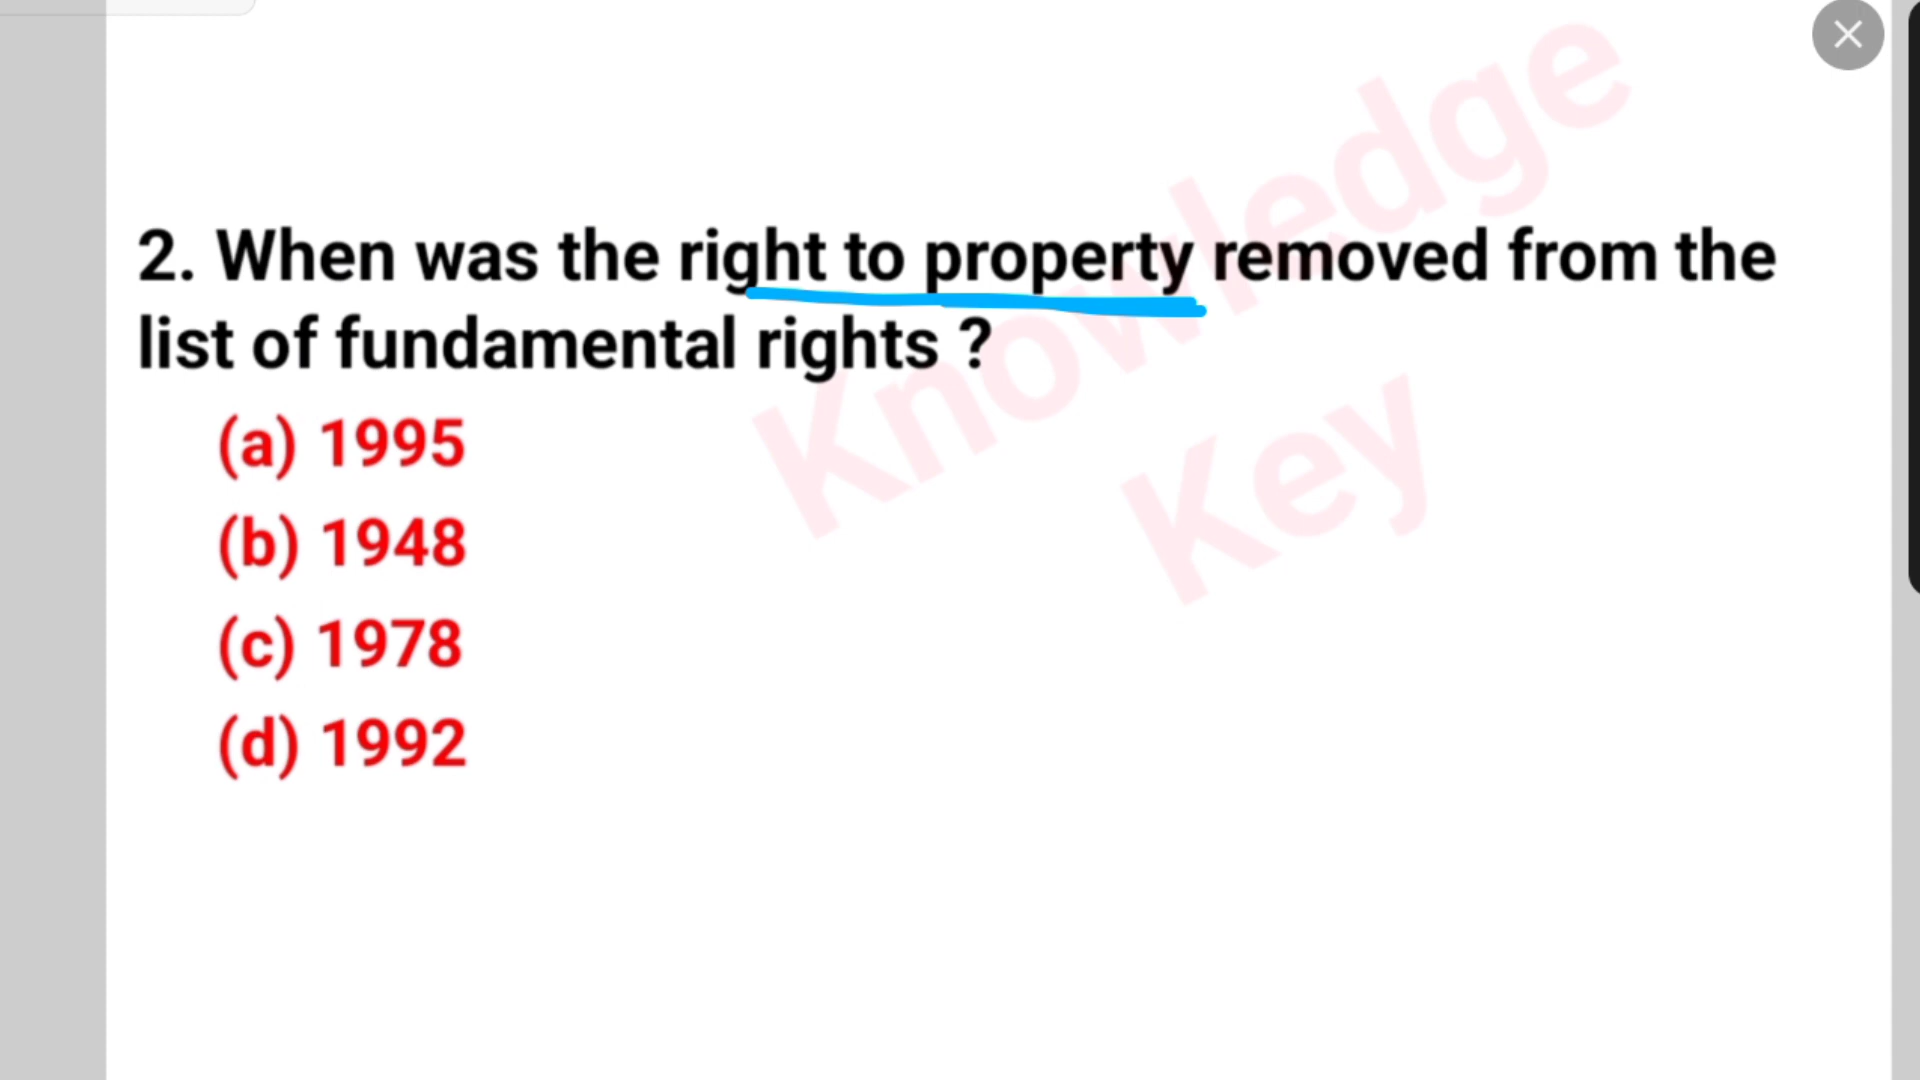 Knowledge
Key
2. When was the right to property removed from the
list of fundamental rights ?
(a) 1995
(b) 1948
(c) 1978
(d) 1992